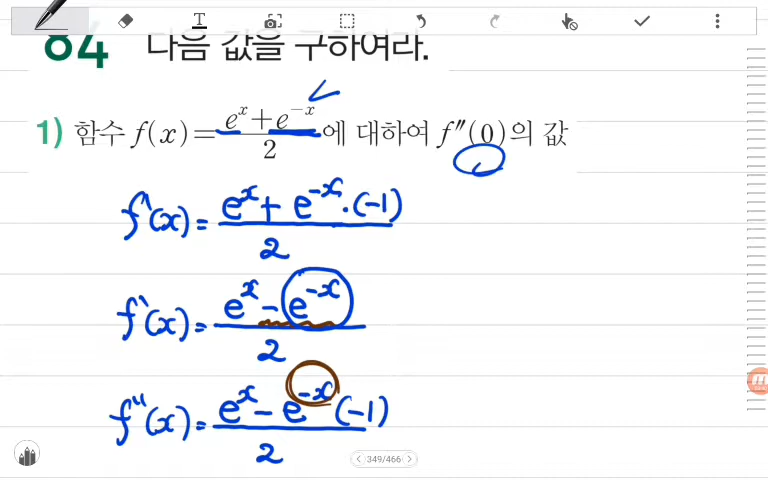 84 다음 값을 구하여라.
1) 함수 f(x) = (e^x + e^{-x})/2 에 대하여 f''(0)의 값
f'(x) = (e^x + e^{-x}·(-1))/2
f'(x) = (e^x - e^{-x})/2
f''(x) = (e^x - e^{-x}(-1))/2
349/466